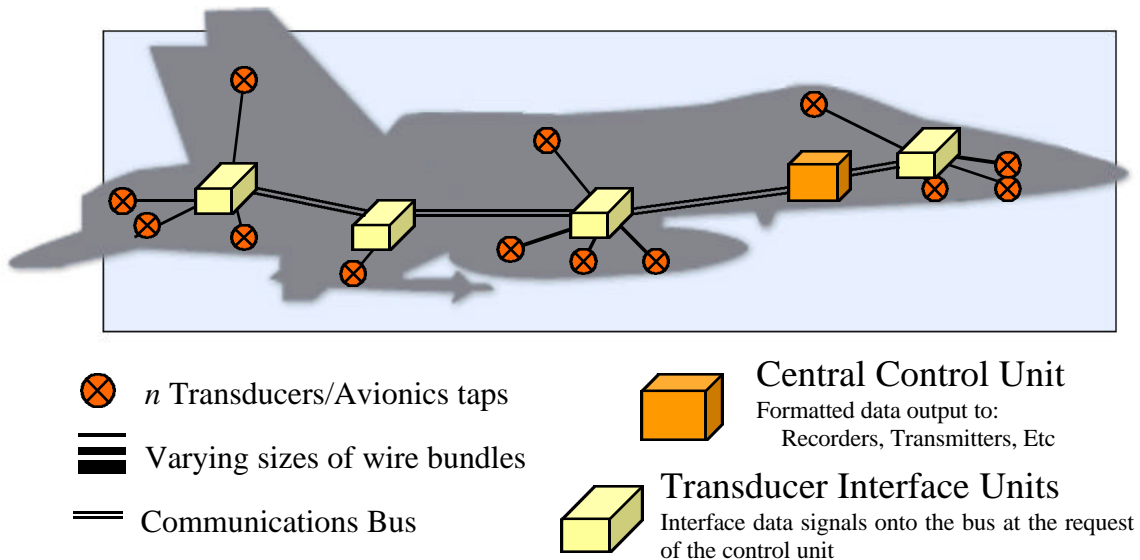 n Transducers/Avionics taps
Varying sizes of wire bundles
Communications Bus
Central Control Unit
Formatted data output to:
Recorders, Transmitters, Etc
Transducer Interface Units
Interface data signals onto the bus at the request
of the control unit